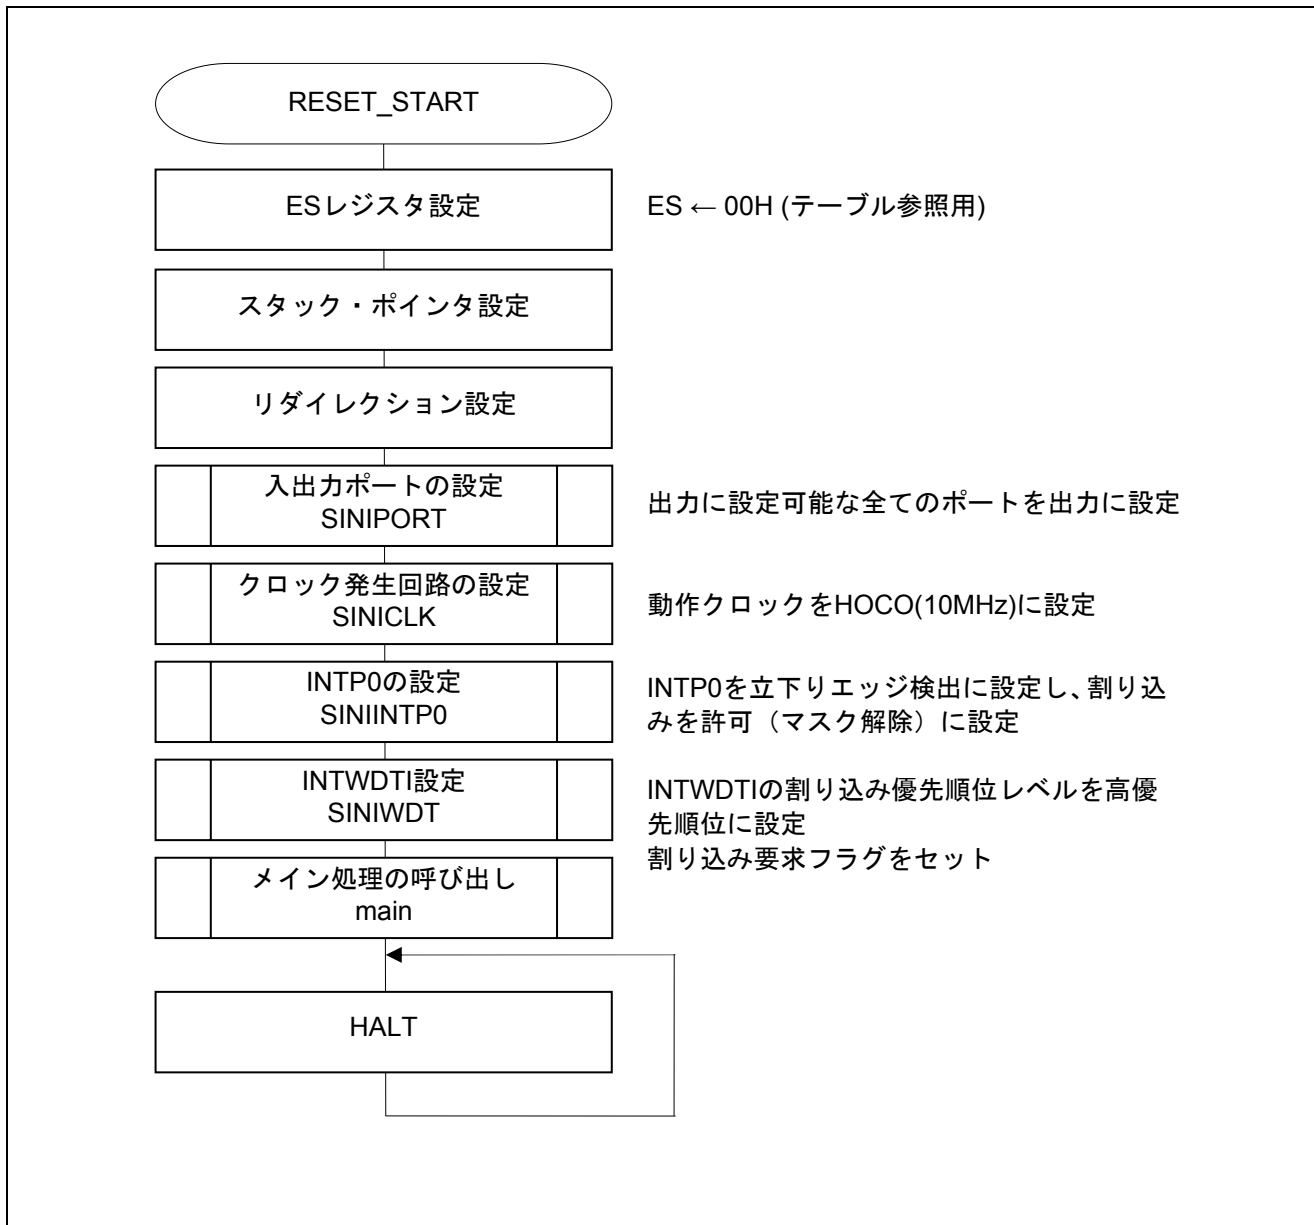 RESET_START
ESレジスタ設定
ES ← 00H (テーブル参照用)
スタック・ポインタ設定
リダイレクション設定
入出力ポートの設定
SINIPORT
出力に設定可能な全てのポートを出力に設定
クロック発生回路の設定
SINICLK
動作クロックをHOCO(10MHz)に設定
INTP0の設定
SINIINTP0
INTP0を立下りエッジ検出に設定し、割り込
みを許可（マスク解除）に設定
INTWDTI設定
SINIWDT
INTWDTIの割り込み優先順位レベルを高優
先順位に設定
割り込み要求フラグをセット
メイン処理の呼び出し
main
HALT